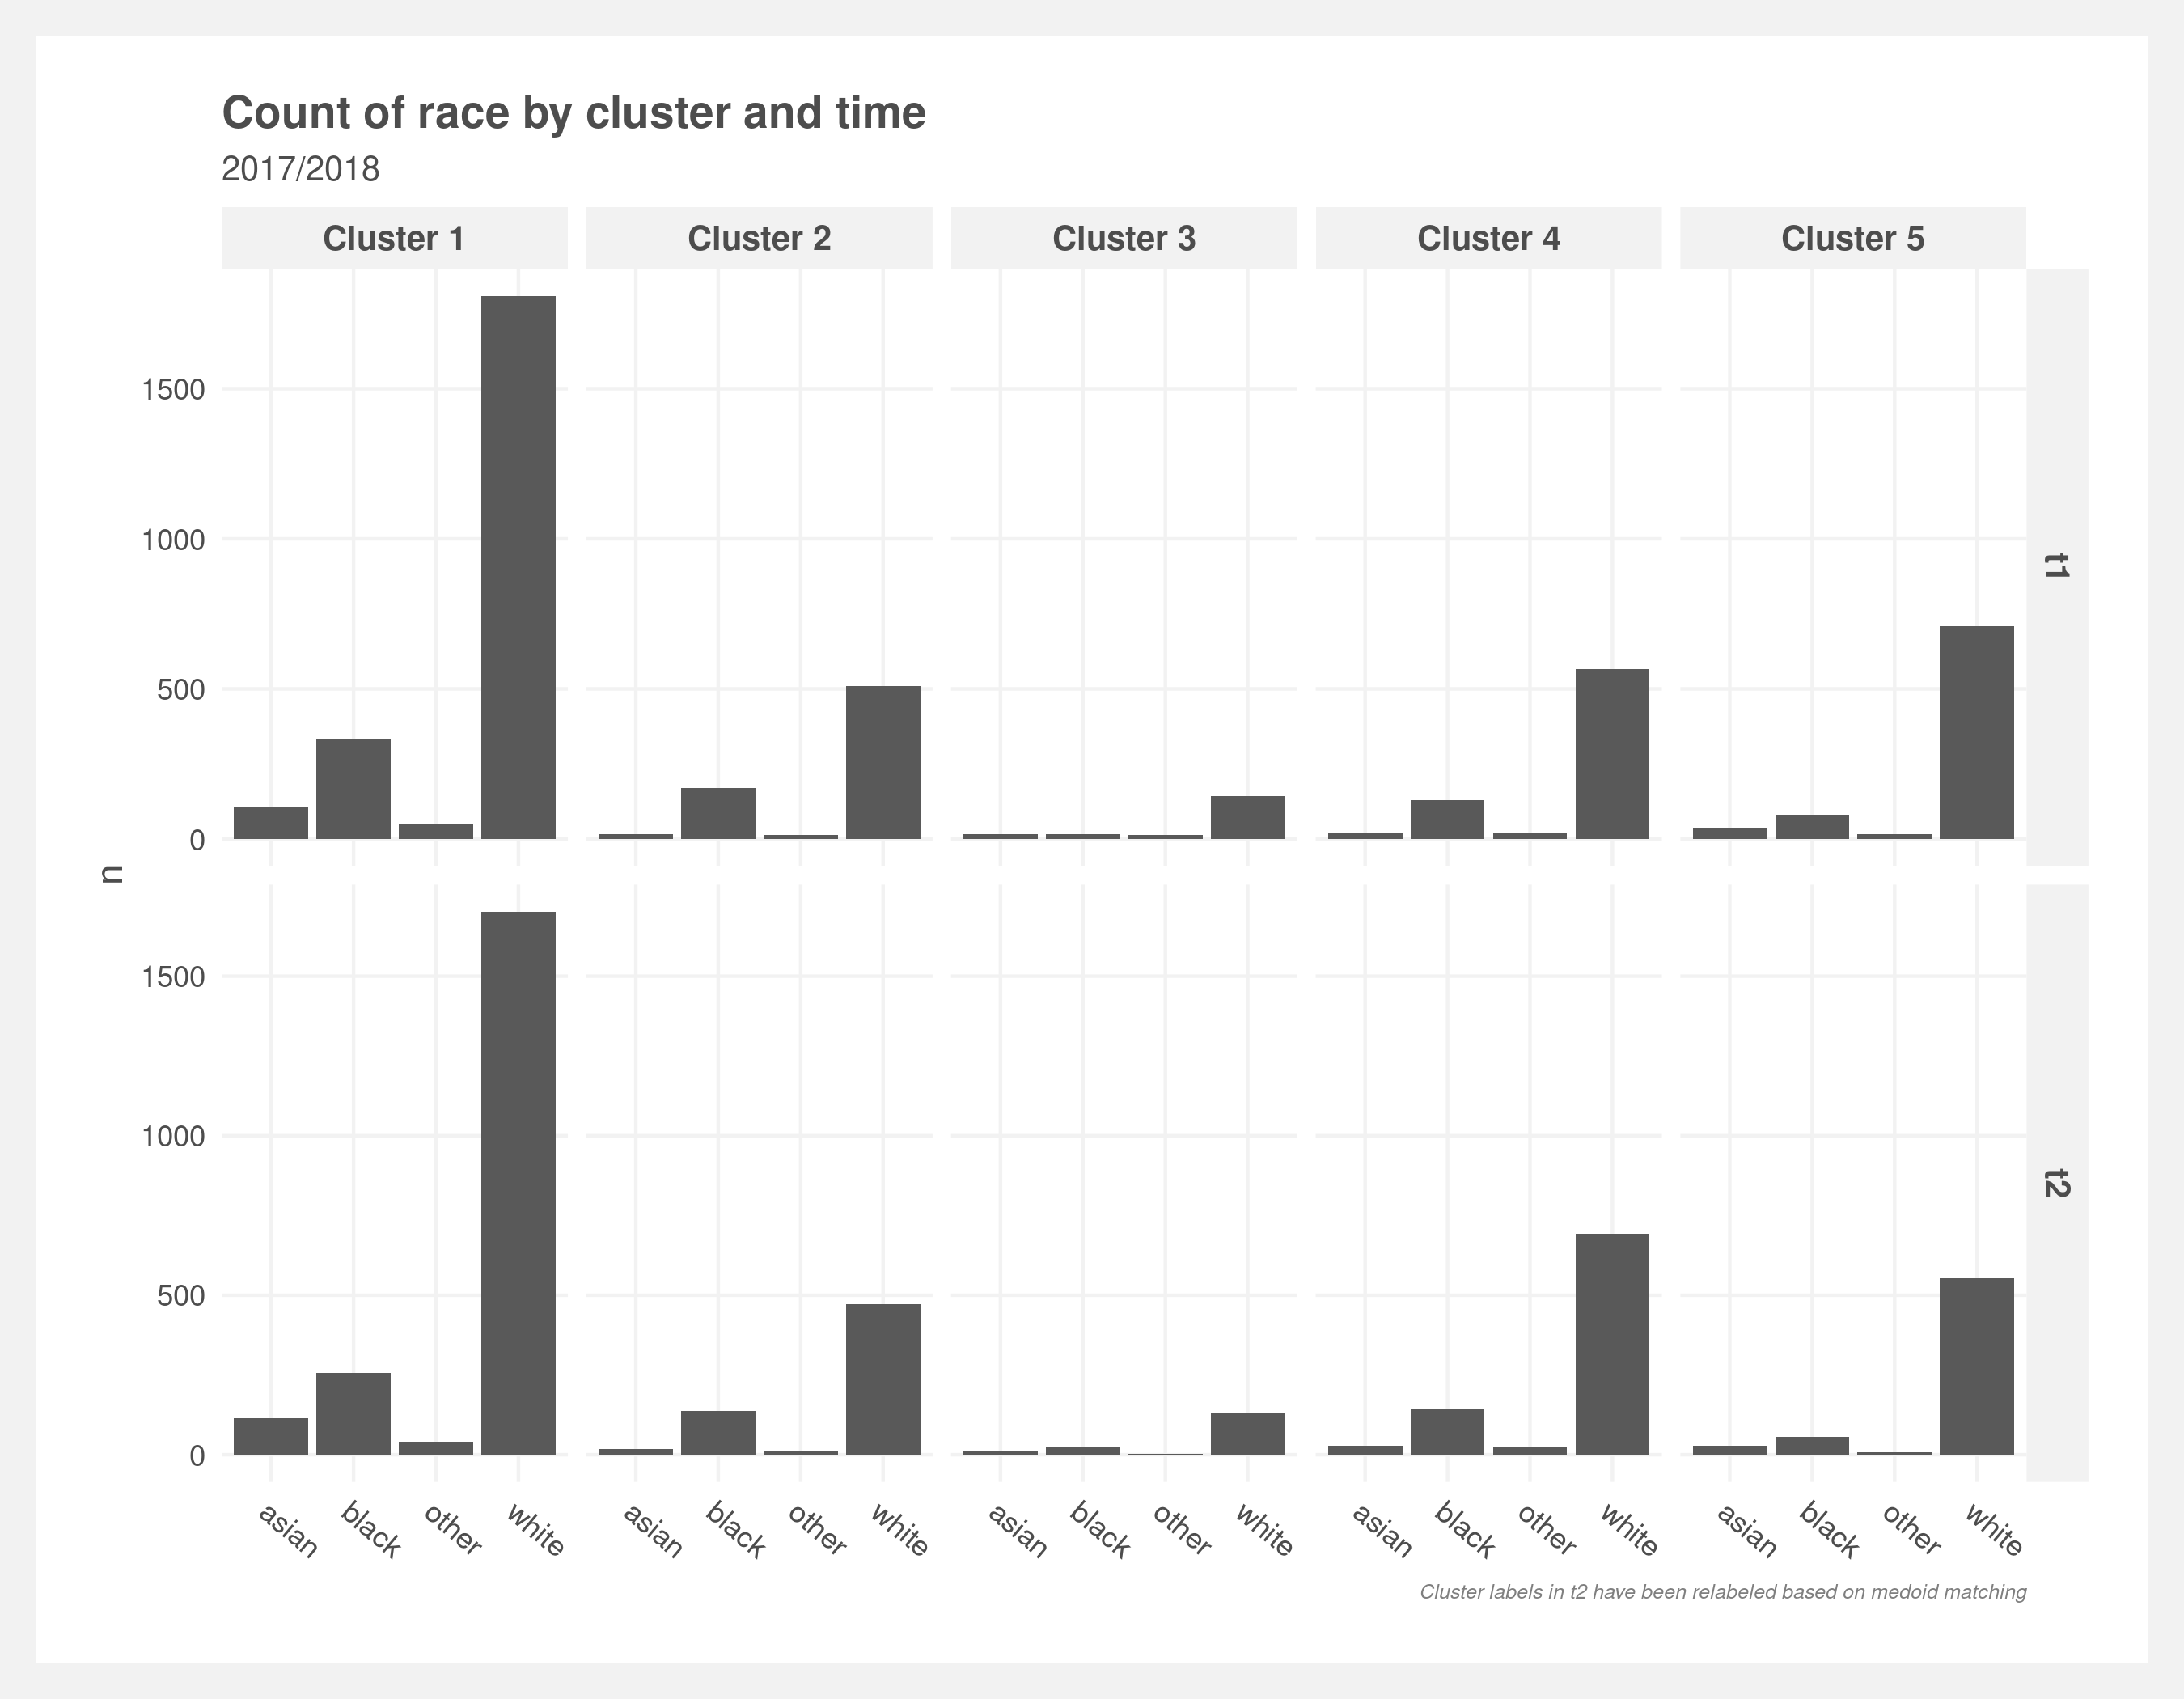 Count of race by cluster and time
2017/2018
Cluster 1 Cluster 2 Cluster 3 Cluster 4 Cluster 5
1500
1000
500
0
t1
n
1500
1000
500
0
t2
asian black other white asian black other white asian black other white asian black other white asian black other white
Cluster labels in t2 have been relabeled based on medoid matching